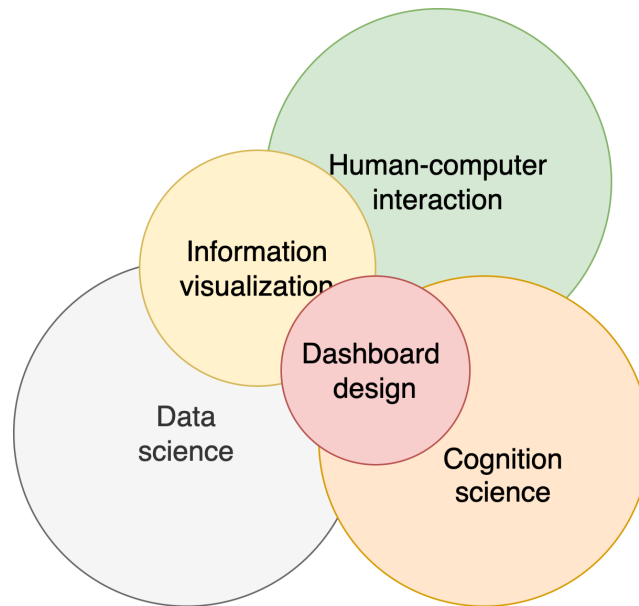 Human-computer
interaction
Information
visualization
Dashboard
design
Data
science
Cognition
science